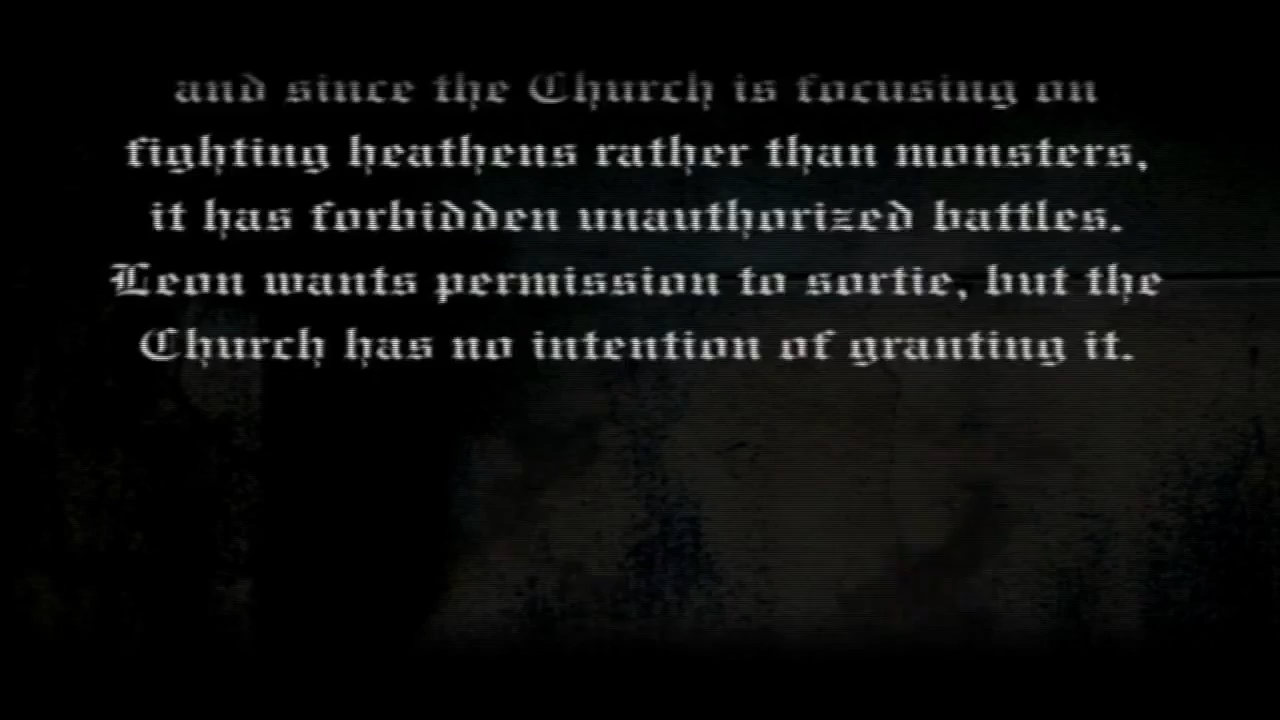 and since the Church is focusing on
fighting heathens rather than monsters,
it has forbidden unauthorized battles.
Leon wants permission to sortie, but the
Church has no intention of granting it.